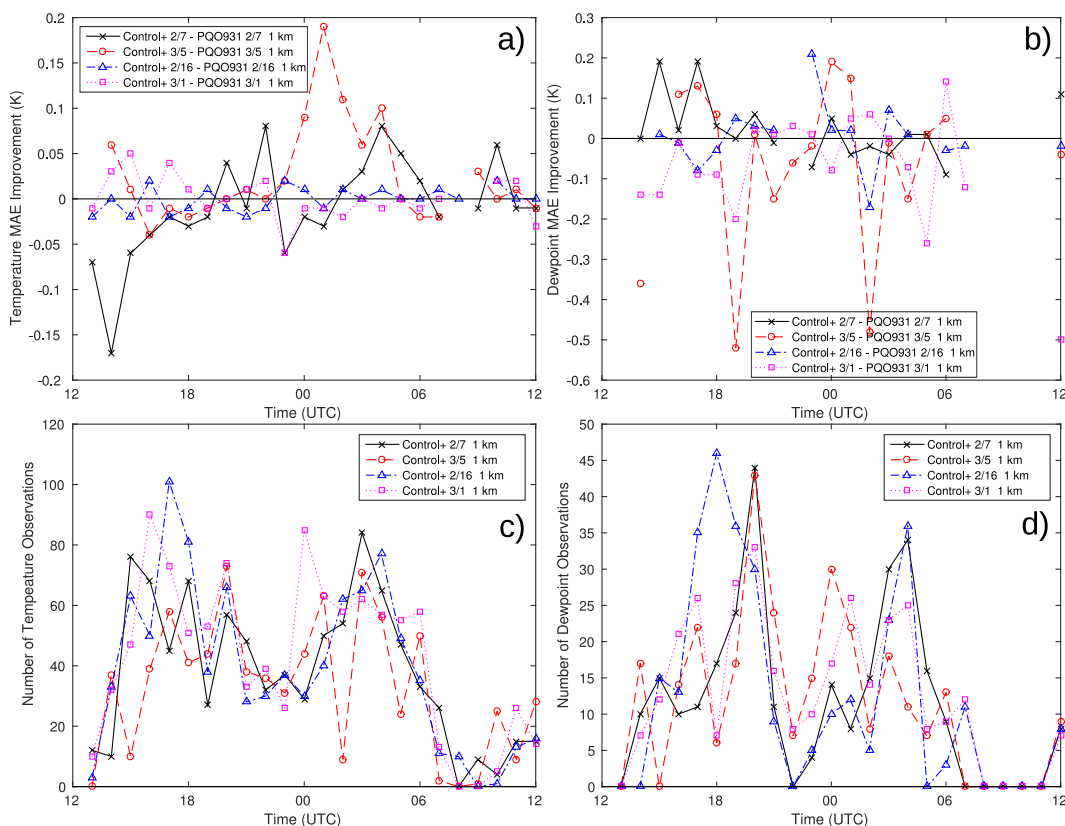 a)
Control+ 2/7 - PQO931 2/7 1 km
Control+ 3/5 - PQO931 3/5 1 km
Control+ 2/16 - PQO931 2/16 1 km
Control+ 3/1 - PQO931 3/1 1 km
Temperature MAE Improvement (K)
0.2
0.15
0.1
0.05
0
-0.05
-0.1
-0.15
-0.2
12 18 00 06 12
Time (UTC)
b)
Dewpoint MAE Improvement (K)
0.3
0.2
0.1
0
-0.1
-0.2
-0.3
-0.4
-0.5
-0.6
Control+ 2/7 - PQO931 2/7 1 km
Control+ 3/5 - PQO931 3/5 1 km
Control+ 2/16 - PQO931 2/16 1 km
Control+ 3/1 - PQO931 3/1 1 km
12 18 00 06 12
Time (UTC)
c)
Control+ 2/7 1 km
Control+ 3/5 1 km
Control+ 2/16 1 km
Control+ 3/1 1 km
Number of Tempeature Observations
120
100
80
60
40
20
0
12 18 00 06 12
Time (UTC)
d)
Control+ 2/7 1 km
Control+ 3/5 1 km
Control+ 2/16 1 km
Control+ 3/1 1 km
Number of Dewpoint Observations
50
45
40
35
30
25
20
15
10
5
0
12 18 00 06 12
Time (UTC)